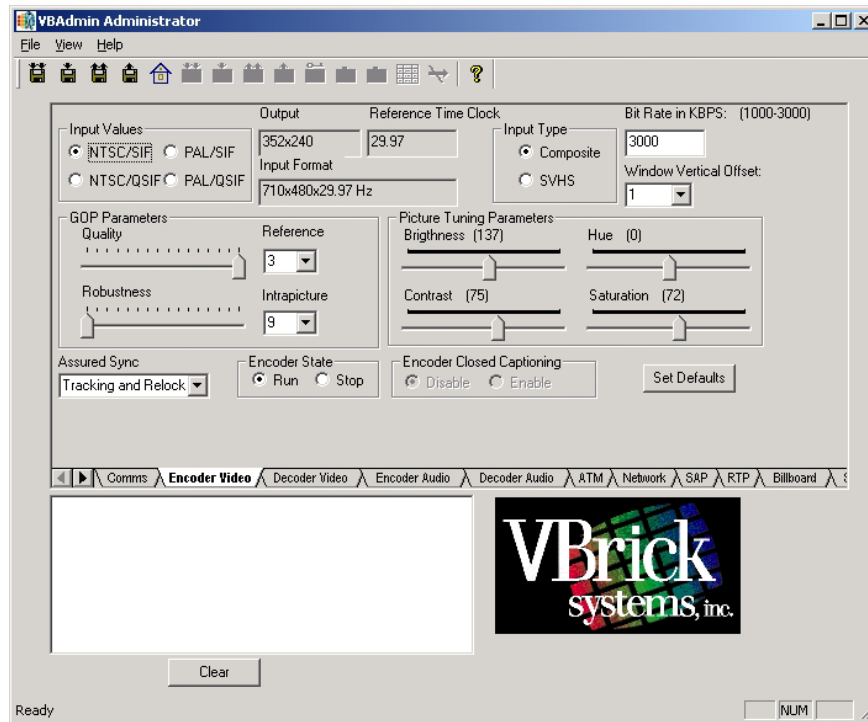 VBAdmin Administrator
File View Help
Output Reference Time Clock Bit Rate in KBPS: (1000-3000)
Input Values Input Type
NTSC/SIF PAL/SIF 352x240 29.97 Composite 3000
Input Format
NTSC/QSIF PAL/QSIF 710x480x29.97 Hz SVHS Window Vertical Offset:
1
GOP Parameters Picture Tuning Parameters
Quality Reference Brigthness (137) Hue (0)
3
Robustness Intrapicture Contrast (75) Saturation (72)
9
Assured Sync Encoder State Encoder Closed Captioning
Tracking and Relock Run Stop Disable Enable Set Defaults
Comms Encoder Video Decoder Video Encoder Audio Decoder Audio ATM Network SAP RTP Billboard
VBrick
systems, inc.
Clear
Ready NUM